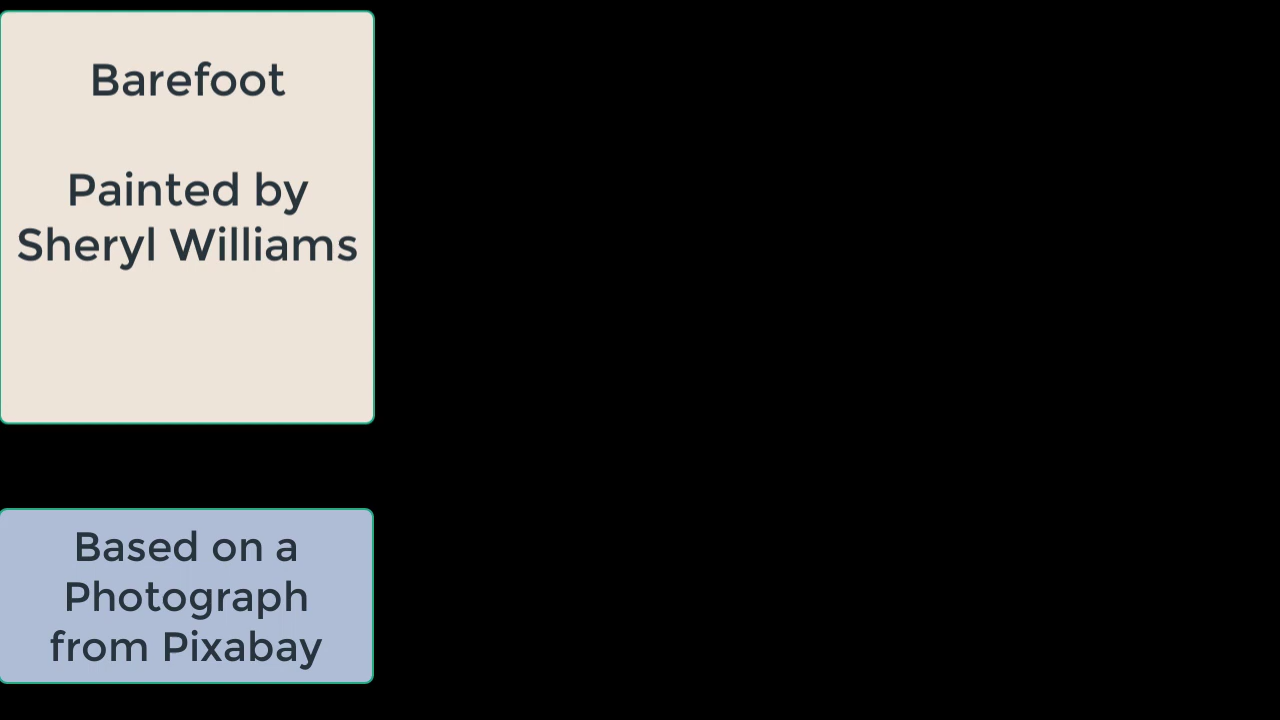 Barefoot
Painted by
Sheryl Williams
Based on a
Photograph
from Pixabay